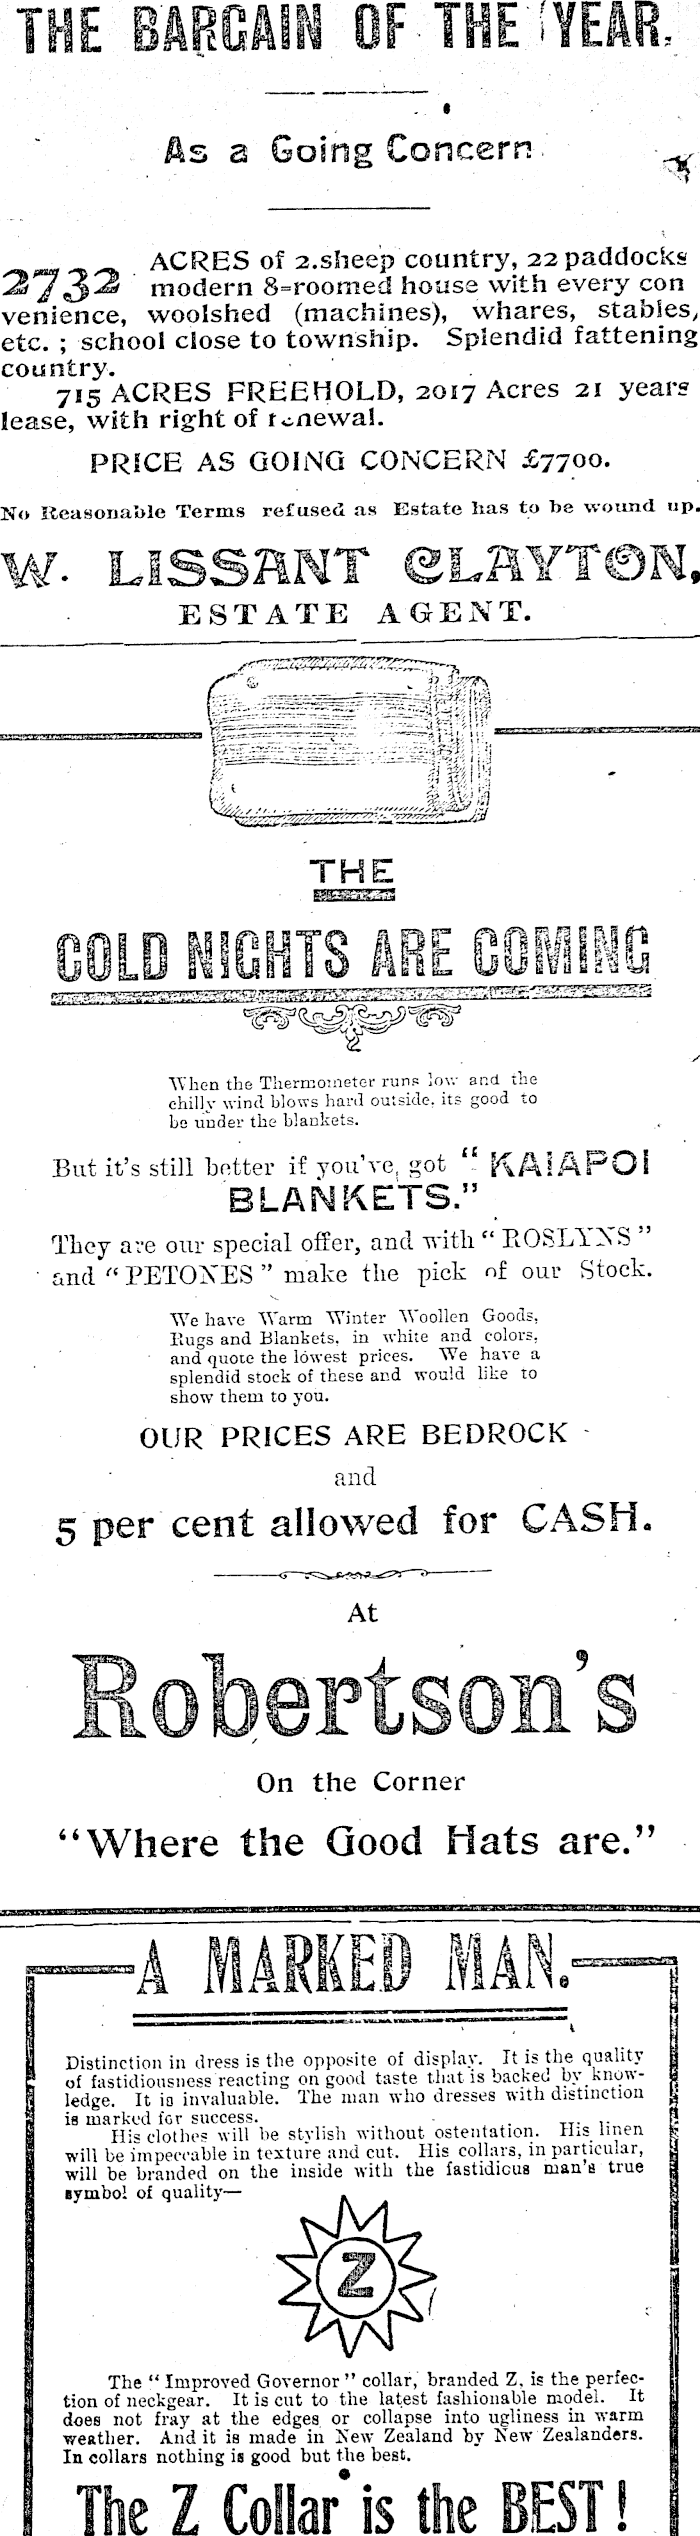 THE BARGAIN OF THE YEAR.
As a Going Concern
2732 ACRES of 2.sheep country, 22 paddocks
modern 8-roomed house with every con
venience, woolshed (machines), whares, stables,
etc. ; school close to township. Splendid fattening
country.
715 ACRES FREEHOLD, 2017 Acres 21 years
lease, with right of renewal.
PRICE AS GOING CONCERN £7700.
No Reasonable Terms refused as Estate has to be wound up.
W. LISSANT CLAYTON,
ESTATE AGENT.
THE
COLD NIGHTS ARE COMING
When the Thermometer runs low and the
chilly wind blows hard outside, its good to
be under the blankets.
But it's still better if you've, got "KAIAPOI
BLANKETS."
They are our special offer, and with "ROSLYNS"
and "PETONES" make the pick of our Stock.
We have Warm Winter Woollen Goods,
Rugs and Blankets, in white and colors,
and quote the lowest prices. We have a
splendid stock of these and would like to
show them to you.
OUR PRICES ARE BEDROCK
and
5 per cent allowed for CASH.
At
Robertson's
On the Corner
"Where the Good Hats are."
A MARKED MAN.
Distinction in dress is the opposite of display. It is the quality
of fastidiousness reacting on good taste that is backed by know-
ledge. It is invaluable. The man who dresses with distinction
is marked for success.
His clothes will be stylish without ostentation. His linen
will be impeccable in texture and cut. His collars, in particular,
will be branded on the inside with the fastidious man's true
symbol of quality—
Z
The "Improved Governor" collar, branded Z, is the perfec-
tion of neckgear. It is cut to the latest fashionable model. It
does not fray at the edges or collapse into ugliness in warm
weather. And it is made in New Zealand by New Zealanders.
In collars nothing is good but the best.
The Z Collar is the BEST!